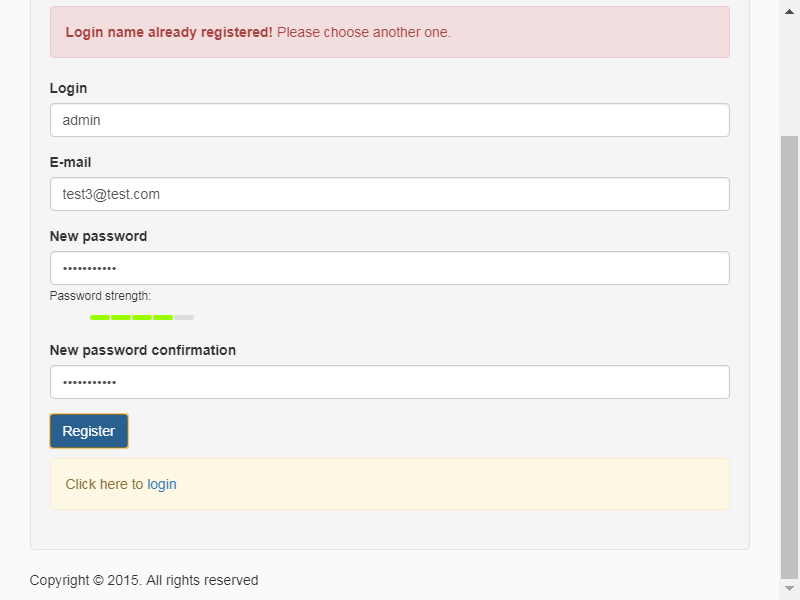 Login name already registered! Please choose another one.
Login
admin
E-mail
test3@test.com
New password
•••••••••••
Password strength:
New password confirmation
•••••••••••
Register
Click here to login
Copyright © 2015. All rights reserved